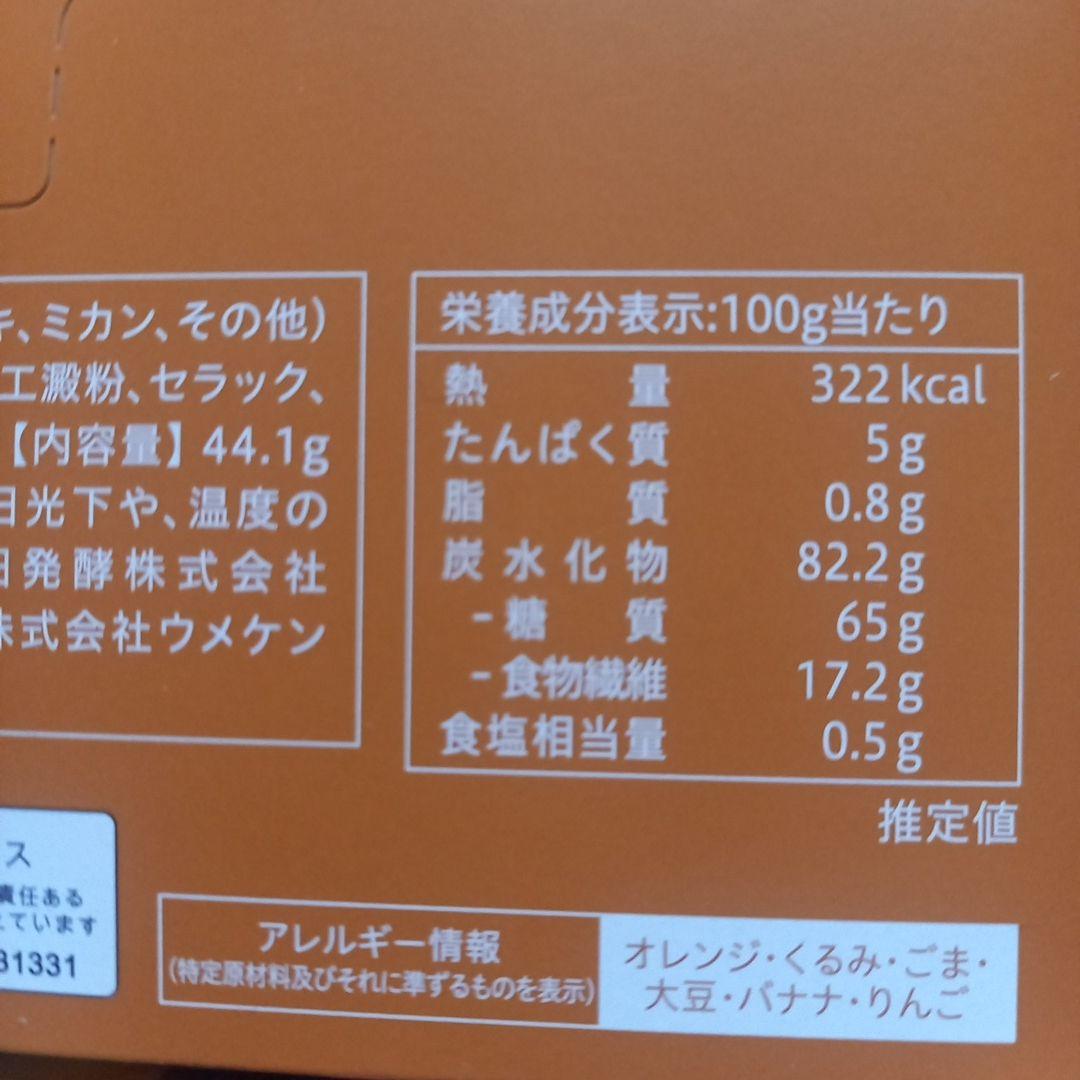 キ、ミカン、その他）
工澱粉、セラック、
【内容量】44.1g
日光下や、温度の
日発酵株式会社
株式会社ウメケン
栄養成分表示:100g当たり
熱量 322kcal
たんぱく質 5g
脂質 0.8g
炭水化物 82.2g
-糖質 65g
-食物繊維 17.2g
食塩相当量 0.5g
推定値
ス
責任ある
ています
31331
アレルギー情報
(特定原材料及びそれに準ずるものを表示)
オレンジ・くるみ・ごま・
大豆・バナナ・りんご